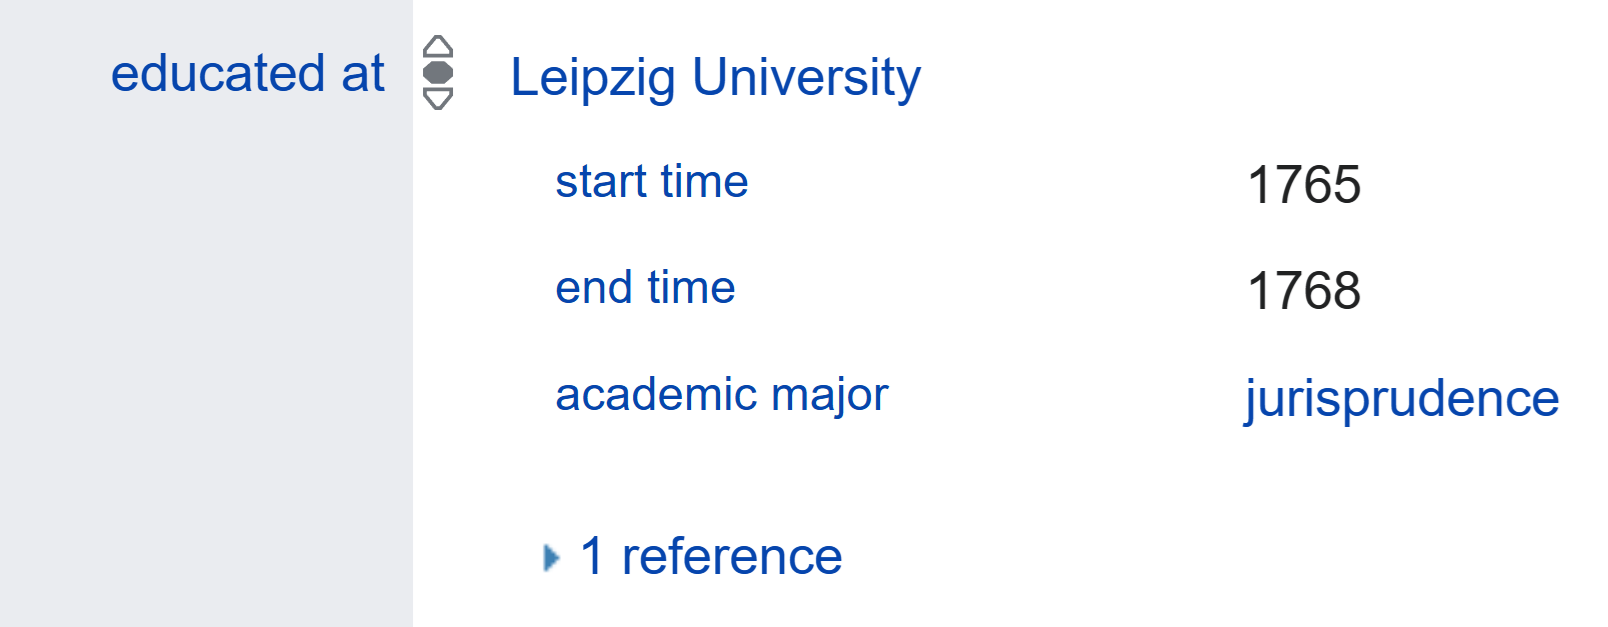 educated at
Leipzig University
start time 1765
end time 1768
academic major jurisprudence
1 reference